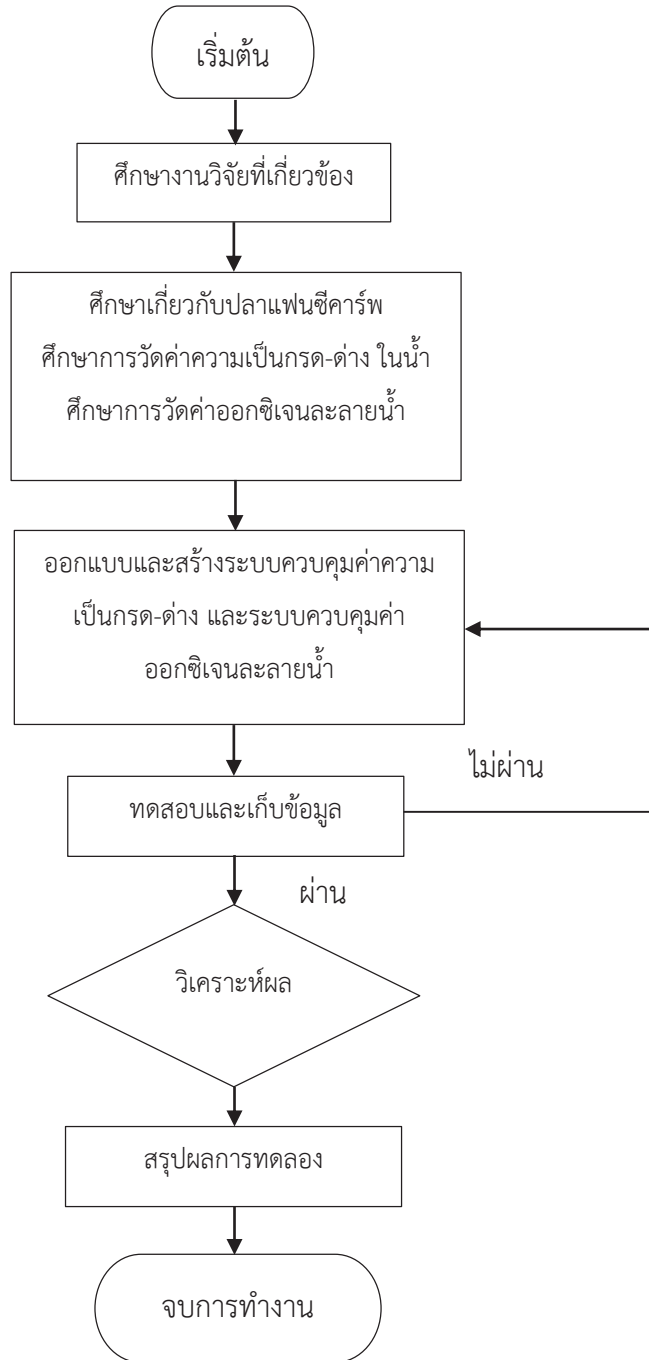 เริ่มต้น
ศึกษางานวิจัยที่เกี่ยวข้อง
ศึกษาเกี่ยวกับปลาแฟนซีคาร์พ
ศึกษาการวัดค่าความเป็นกรด-ด่าง ในน้ำ
ศึกษาการวัดค่าออกซิเจนละลายน้ำ
ออกแบบและสร้างระบบควบคุมค่าความ
เป็นกรด-ด่าง และระบบควบคุมค่า
ออกซิเจนละลายน้ำ
ไม่ผ่าน
ทดสอบและเก็บข้อมูล
ผ่าน
วิเคราะห์ผล
สรุปผลการทดลอง
จบการทำงาน